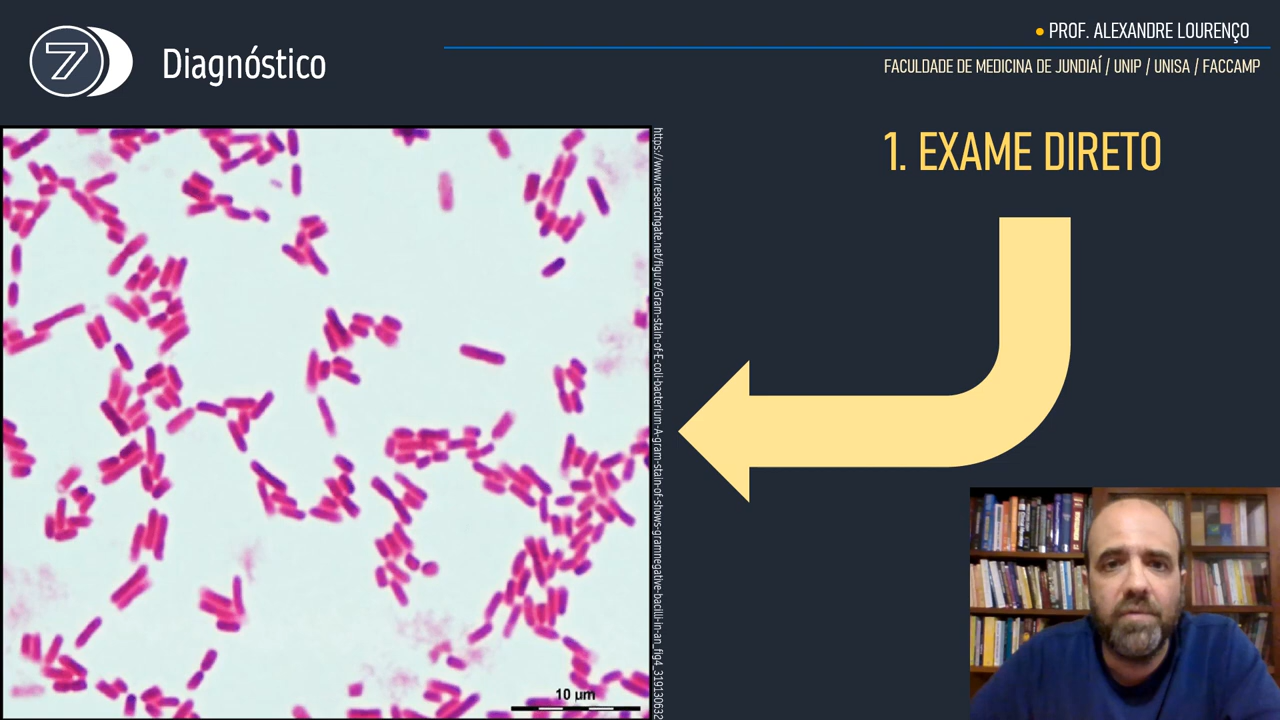 7
Diagnóstico
PROF. ALEXANDRE LOURENÇO
FACULDADE DE MEDICINA DE JUNDIAÍ / UNIP / UNISA / FACCAMP
1. EXAME DIRETO
https://www.researchgate.net/figure/Gram-stain-of-E-coli-bacterium-A-gram-stain-of-shows-gramnegative-bacilli-in-an_fig4_319130632
10 µm